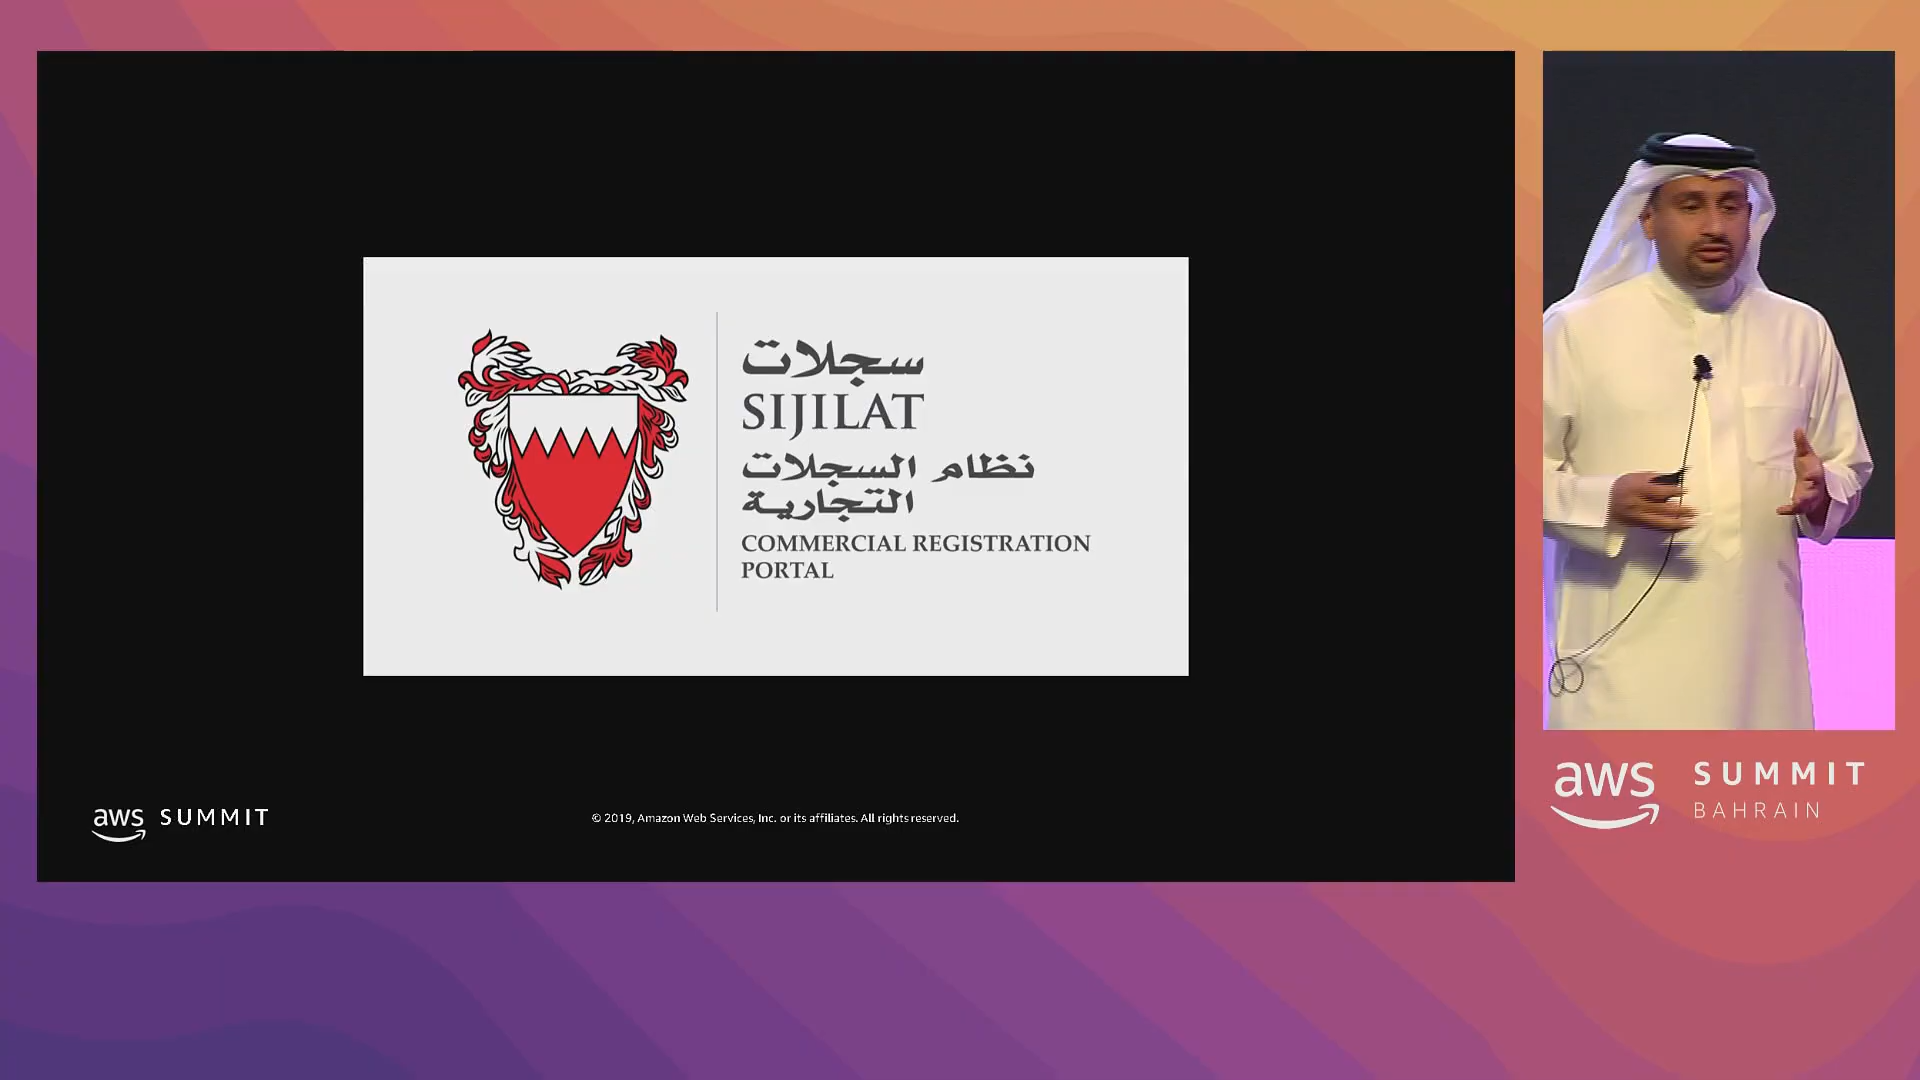 سجلات
SIJILAT
نظام السجلات
التجارية
COMMERCIAL REGISTRATION
PORTAL
aws SUMMIT
© 2019, Amazon Web Services, Inc. or its affiliates. All rights reserved.
aws SUMMIT
BAHRAIN